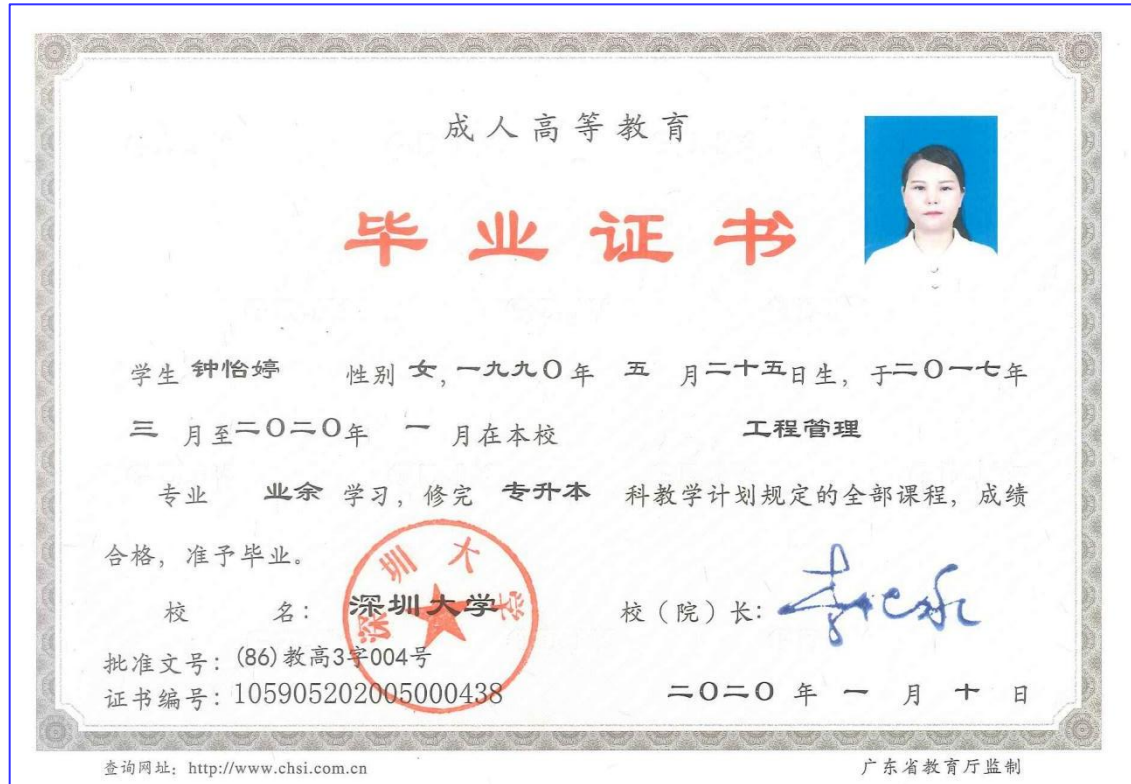 成人高等教育
毕业证书
学生 钟怡婷 性别 女, 一九九〇年 五 月二十五日生, 于二〇一七年
三 月至二〇二〇年 一 月在本校 工程管理
专业 业余 学习, 修完 专升本 科教学计划规定的全部课程, 成绩
合格, 准予毕业。
深圳大学
校 名: 深圳大学 校（院）长:
批准文号: (86)教高3字004号
证书编号: 105905202005000438 二〇二〇 年 一 月 十 日
查询网址: http://www.chsi.com.cn 广东省教育厅监制